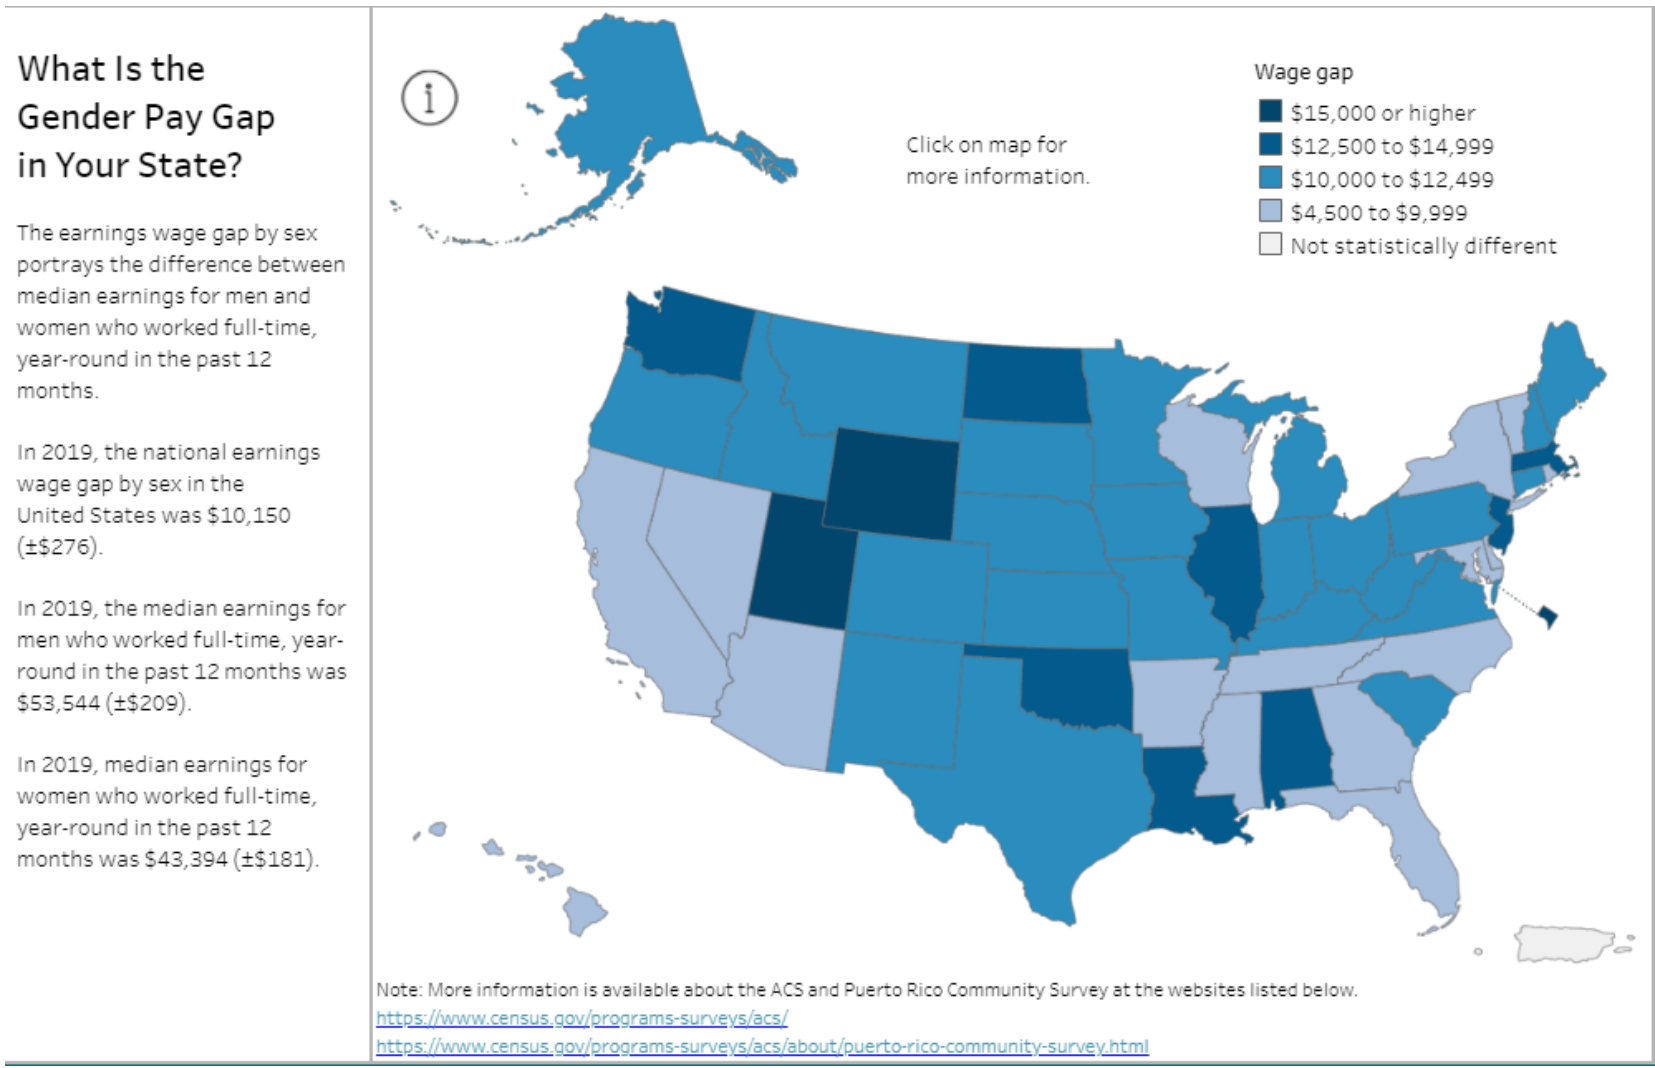 What Is the
Gender Pay Gap
in Your State?
The earnings wage gap by sex
portrays the difference between
median earnings for men and
women who worked full-time,
year-round in the past 12
months.
In 2019, the national earnings
wage gap by sex in the
United States was $10,150
(±$276).
In 2019, the median earnings for
men who worked full-time, year-
round in the past 12 months was
$53,544 (±$209).
In 2019, median earnings for
women who worked full-time,
year-round in the past 12
months was $43,394 (±$181).
i
Click on map for
more information.
Wage gap
$15,000 or higher
$12,500 to $14,999
$10,000 to $12,499
$4,500 to $9,999
Not statistically different
Note: More information is available about the ACS and Puerto Rico Community Survey at the websites listed below.
https://www.census.gov/programs-surveys/acs/
https://www.census.gov/programs-surveys/acs/about/puerto-rico-community-survey.html